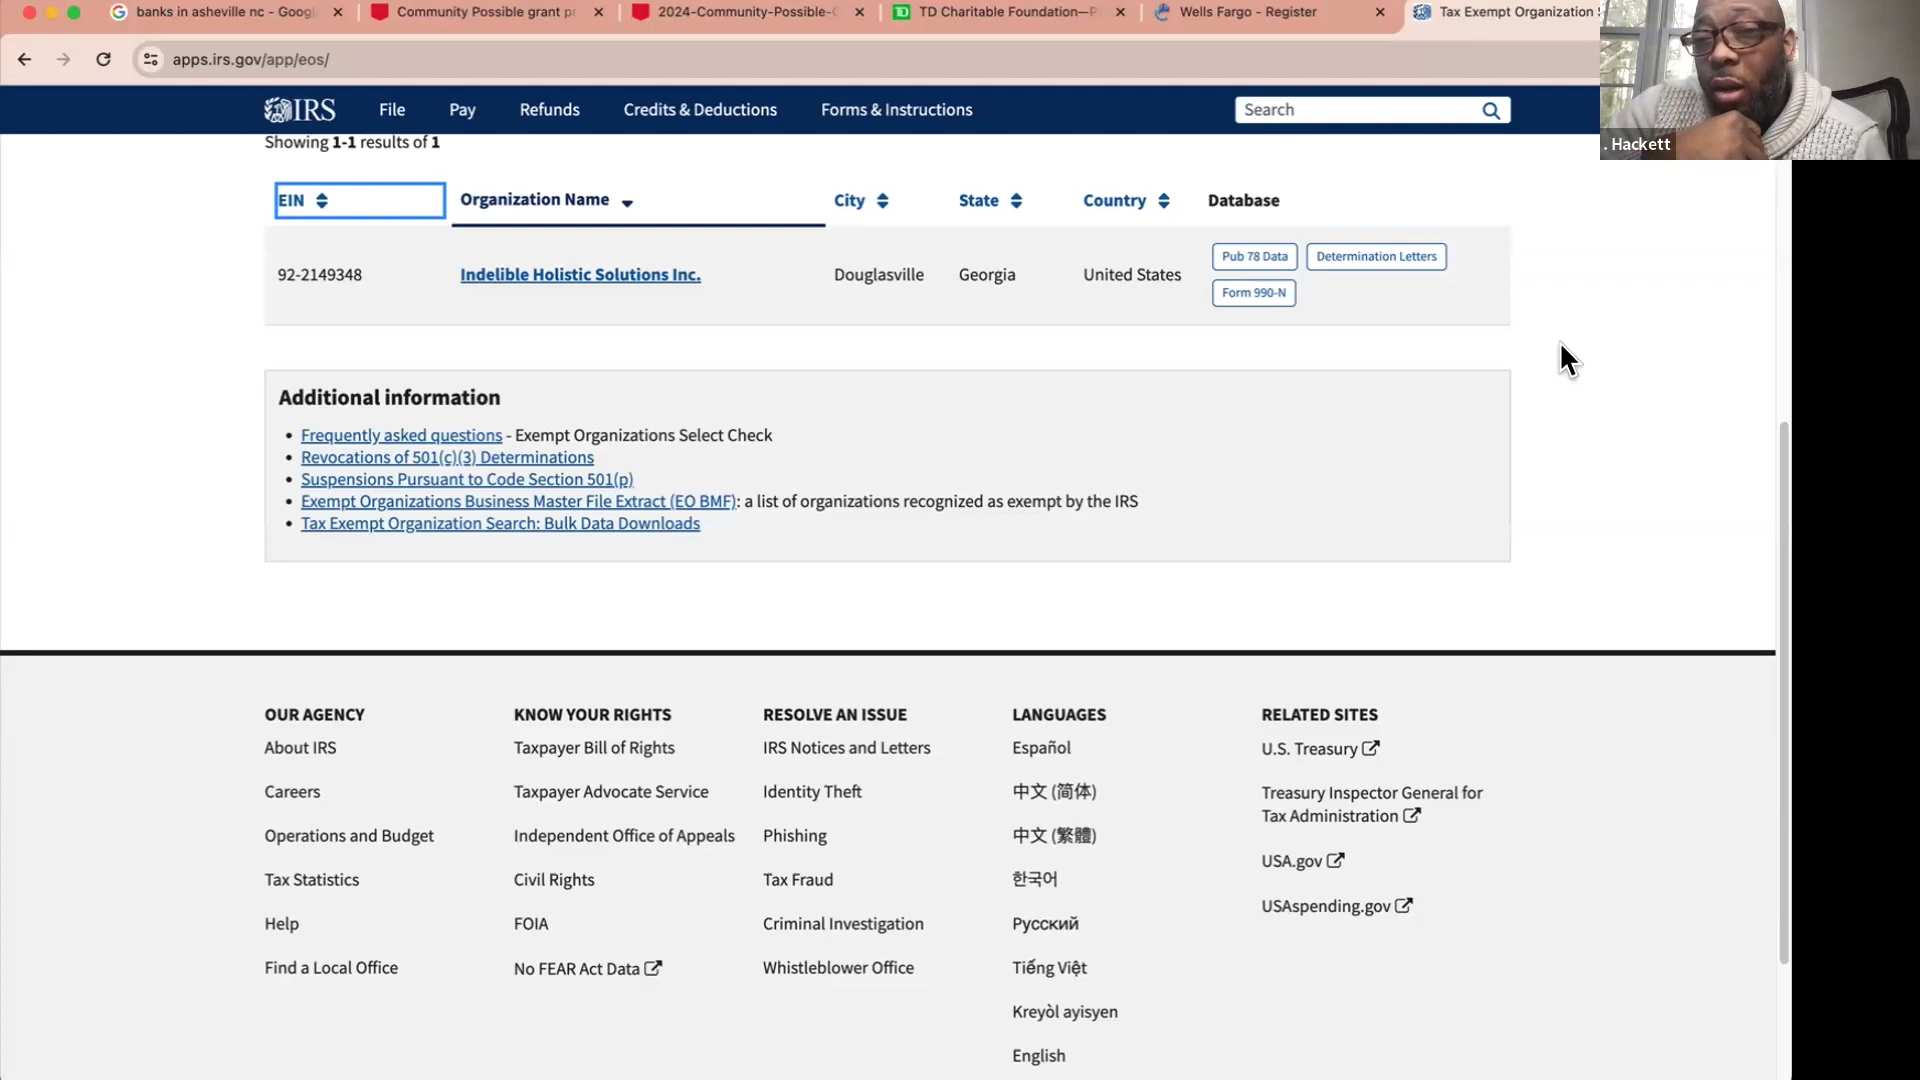 banks in asheville nc - Googl
Community Possible grant p
2024-Community-Possible-G
TD Charitable Foundation—P
Wells Fargo - Register
Tax Exempt Organization S
apps.irs.gov/app/eos/
IRS
File
Pay
Refunds
Credits & Deductions
Forms & Instructions
Search
. Hackett
Showing 1-1 results of 1
EIN
Organization Name
City
State
Country
Database
92-2149348
Indelible Holistic Solutions Inc.
Douglasville
Georgia
United States
Pub 78 Data
Determination Letters
Form 990-N
Additional information
• Frequently asked questions - Exempt Organizations Select Check
• Revocations of 501(c)(3) Determinations
• Suspensions Pursuant to Code Section 501(p)
• Exempt Organizations Business Master File Extract (EO BMF): a list of organizations recognized as exempt by the IRS
• Tax Exempt Organization Search: Bulk Data Downloads
OUR AGENCY
About IRS
Careers
Operations and Budget
Tax Statistics
Help
Find a Local Office
KNOW YOUR RIGHTS
Taxpayer Bill of Rights
Taxpayer Advocate Service
Independent Office of Appeals
Civil Rights
FOIA
No FEAR Act Data
RESOLVE AN ISSUE
IRS Notices and Letters
Identity Theft
Phishing
Tax Fraud
Criminal Investigation
Whistleblower Office
LANGUAGES
Español
中文 (简体)
中文 (繁體)
한국어
Русский
Tiếng Việt
Kreyòl ayisyen
English
RELATED SITES
U.S. Treasury
Treasury Inspector General for
Tax Administration
USA.gov
USAspending.gov